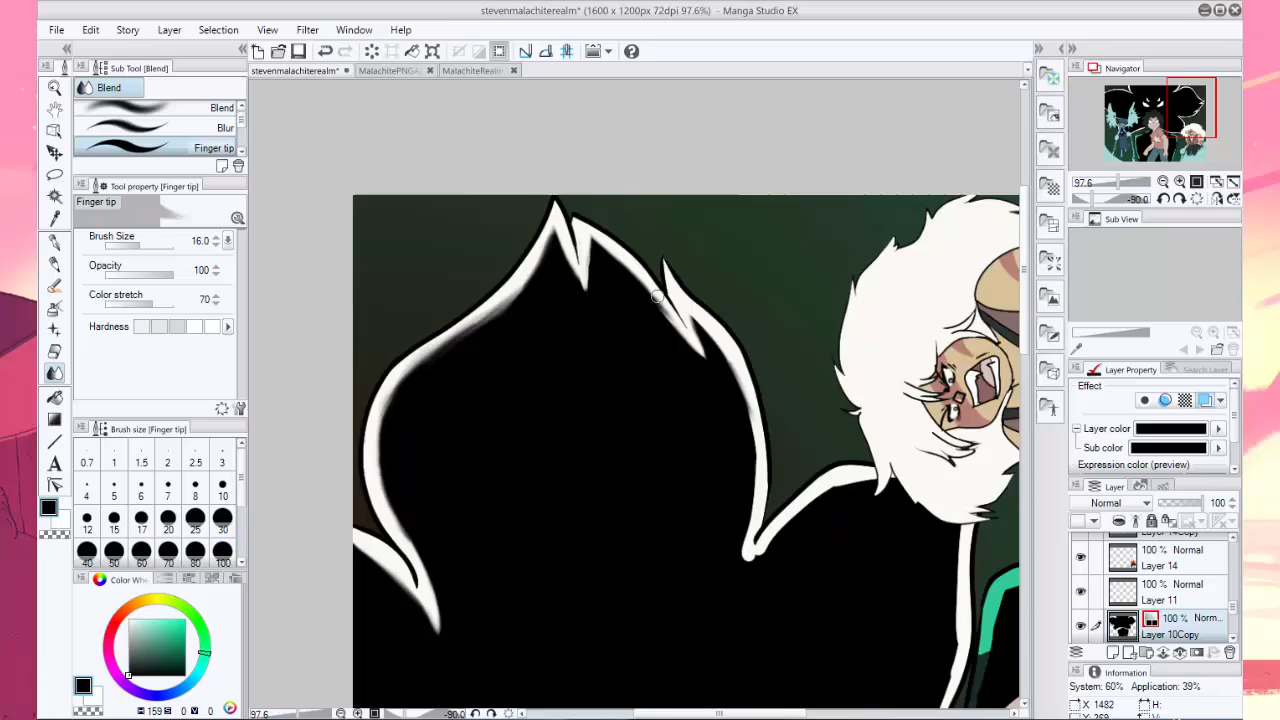 stevenmalachiterealm* (1600 x 1200px 72dpi 97.6%) - Manga Studio EX
File Edit Story Layer Selection View Filter Window Help
Sub Tool [Blend]
stevenmalachiterealm* MalachitePNGA MalachiteRealm
Navigator
Blend
Blend
Blur
Finger tip
Tool property [Finger tip]
Finger tip
97.6
-90.0
Sub View
Brush Size 16.0
Opacity 100
Color stretch 70
Hardness
Layer Property Search Layer
Effect
Layer color
Sub color
Expression color (preview)
Brush size [Finger tip]
0.7 1 1.5 2 2.5 3
4 5 6 7 8 10
12 15 17 20 25 30
40 50 60 70 80 100
Layer
Normal 100
Layer 14Copy
100 % Normal
Layer 14
100 % Normal
Layer 11
100 % Norm...
Layer 10Copy
Color Whe
159 S 0 V 0
Information
System: 60% Application: 39%
X 1482 H:
97.6 -90.0